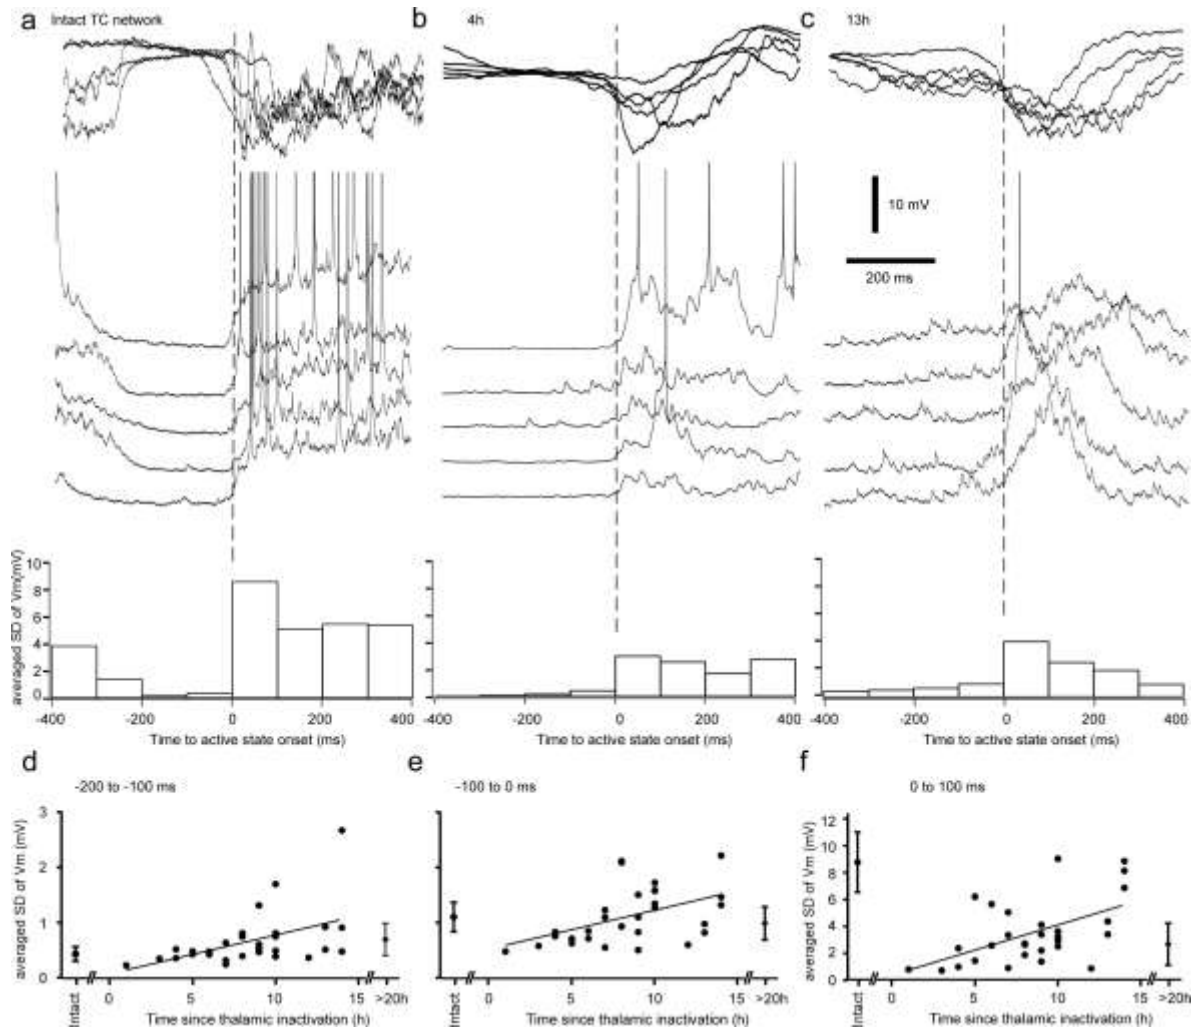 a Intact TC network
b 4h
c 13h
10 mV
200 ms
averaged SD of Vm(mV)
10
8
6
4
2
0
-400 -200 0 200 400
-400 -200 0 200 400
-400 -200 0 200 400
Time to active state onset (ms)
Time to active state onset (ms)
Time to active state onset (ms)
d -200 to -100 ms
e -100 to 0 ms
f 0 to 100 ms
averaged SD of Vm (mV)
3
2
1
0
Intact 0 5 10 15 >20h
Time since thalamic inactivation (h)
Intact 0 5 10 15 >20h
Time since thalamic inactivation (h)
averaged SD of Vm (mV)
12
10
8
6
4
2
0
Intact 0 5 10 15 >20h
Time since thalamic inactivation (h)